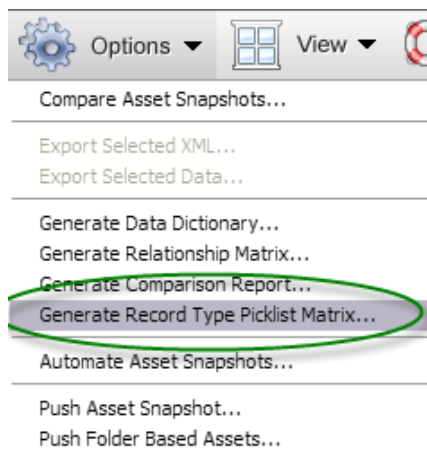 Options View
Compare Asset Snapshots...
Export Selected XML...
Export Selected Data...
Generate Data Dictionary...
Generate Relationship Matrix...
Generate Comparison Report...
Generate Record Type Picklist Matrix...
Automate Asset Snapshots...
Push Asset Snapshot...
Push Folder Based Assets...